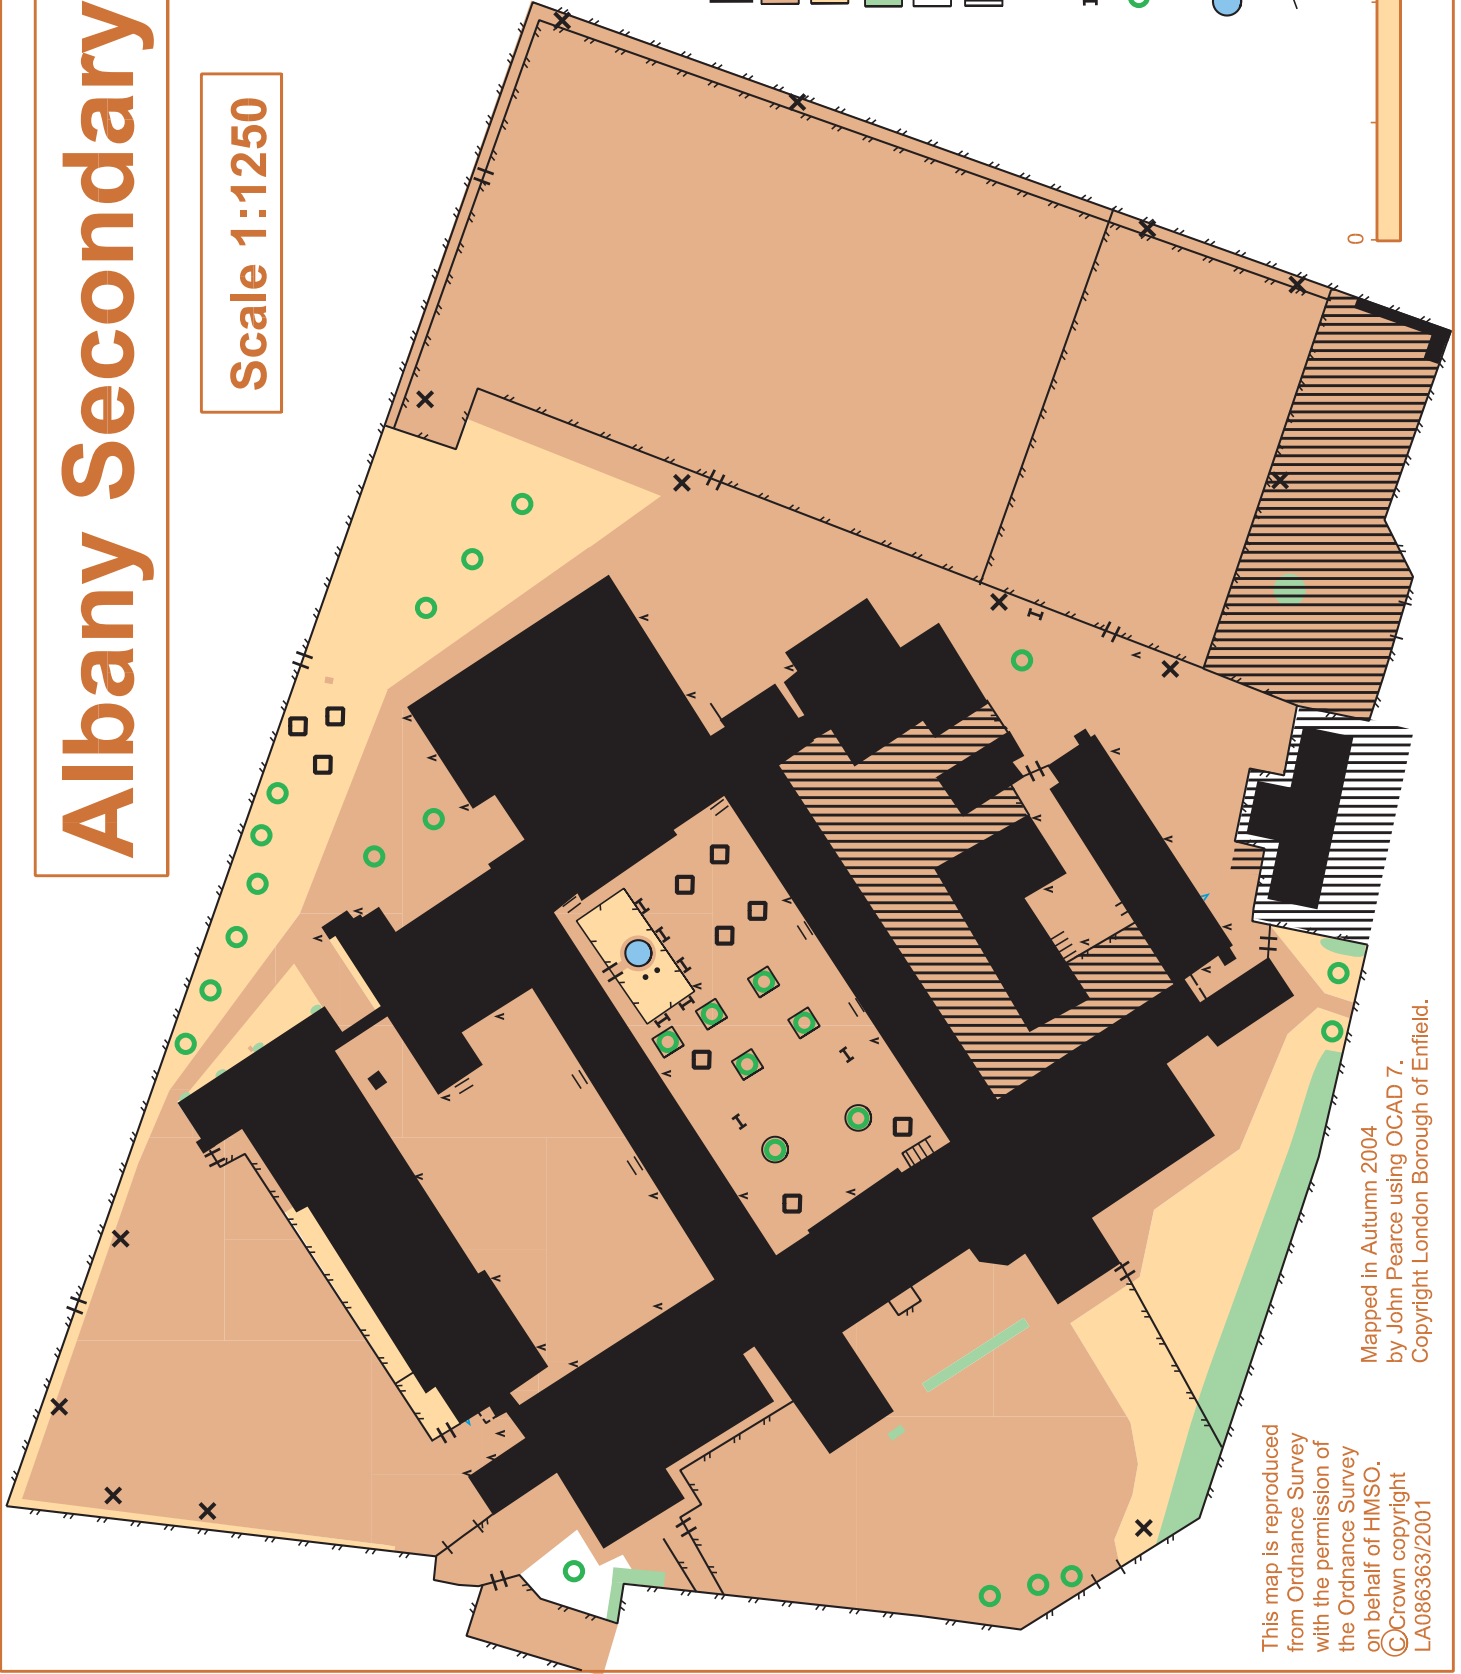 Albany Secondary
Scale 1:1250
0
Mapped in Autumn 2004
by John Pearce using OCAD 7.
Copyright London Borough of Enfield.
This map is reproduced
from Ordnance Survey
with the permission of
the Ordnance Survey
on behalf of HMSO.
©Crown copyright
LA086363/2001